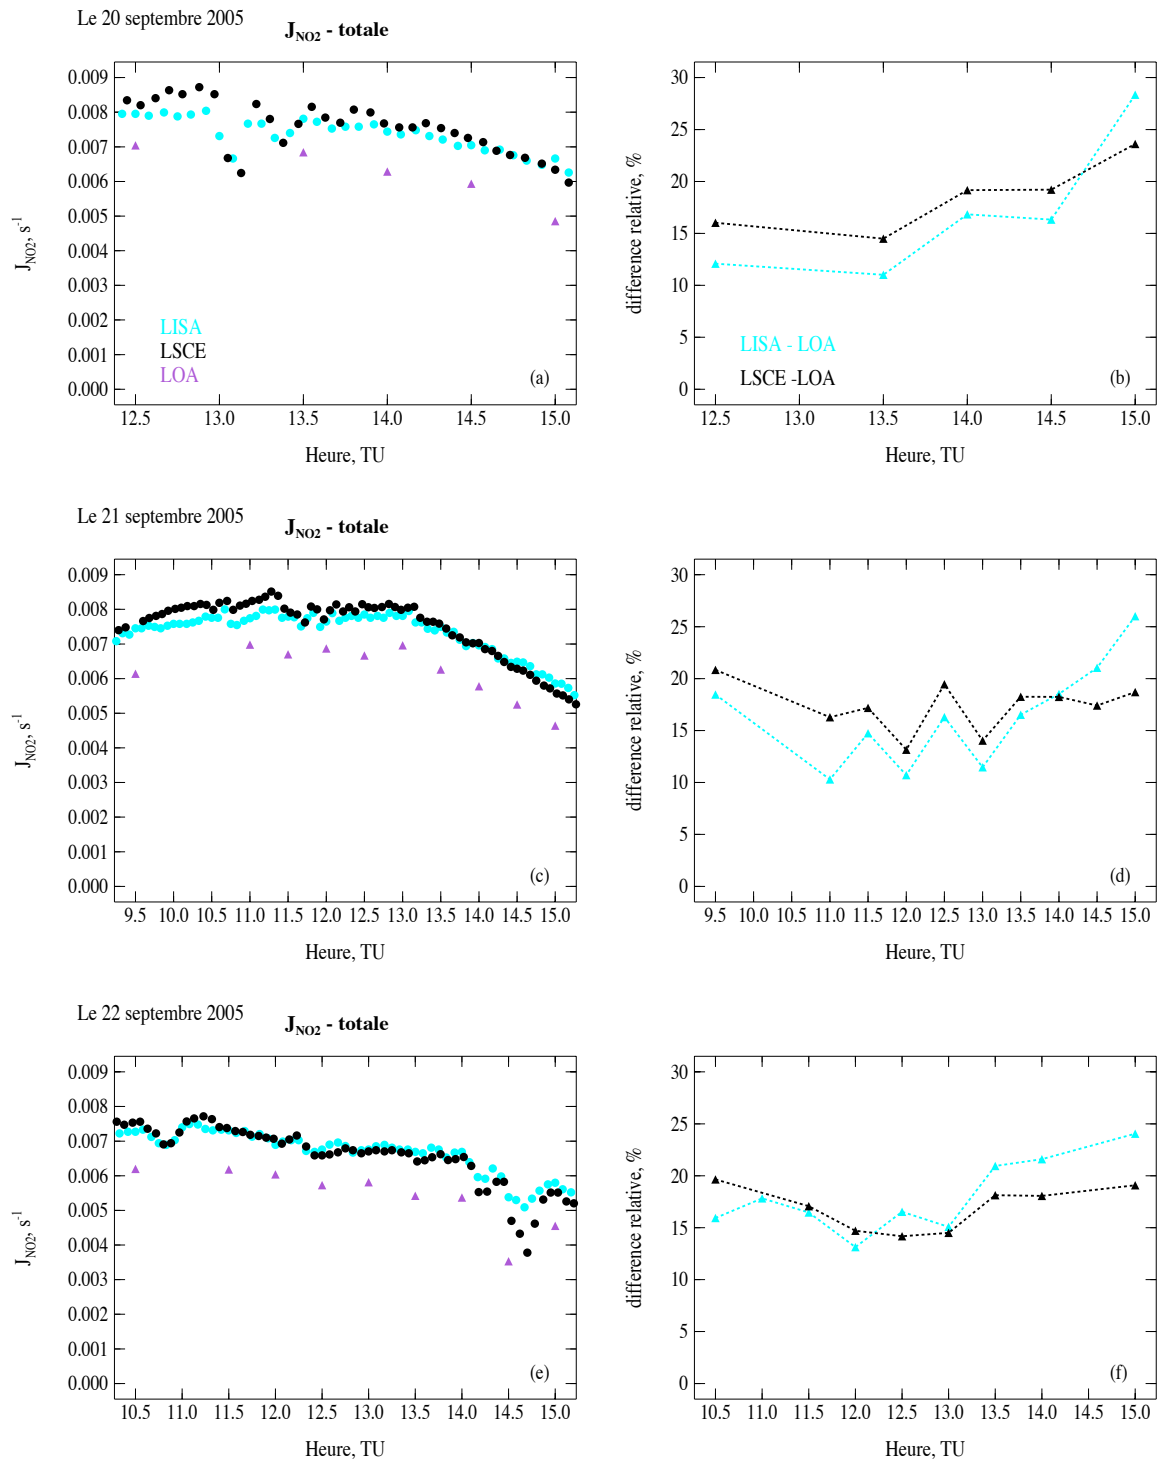 Le 20 septembre 2005
J_NO2 - totale
0.009
0.008
0.007
0.006
0.005
0.004
0.003
0.002
0.001
0.000
J_NO2, s^-1
LISA
LSCE
LOA
(a)
12.5 13.0 13.5 14.0 14.5 15.0
Heure, TU
30
25
20
15
10
5
0
difference relative, %
LISA - LOA
LSCE -LOA
(b)
12.5 13.0 13.5 14.0 14.5 15.0
Heure, TU
Le 21 septembre 2005
J_NO2 - totale
0.009
0.008
0.007
0.006
0.005
0.004
0.003
0.002
0.001
0.000
J_NO2, s^-1
(c)
9.5 10.0 10.5 11.0 11.5 12.0 12.5 13.0 13.5 14.0 14.5 15.0
Heure, TU
30
25
20
15
10
5
0
difference relative, %
(d)
9.5 10.0 10.5 11.0 11.5 12.0 12.5 13.0 13.5 14.0 14.5 15.0
Heure, TU
Le 22 septembre 2005
J_NO2 - totale
0.009
0.008
0.007
0.006
0.005
0.004
0.003
0.002
0.001
0.000
J_NO2, s^-1
(e)
10.5 11.0 11.5 12.0 12.5 13.0 13.5 14.0 14.5 15.0
Heure, TU
30
25
20
15
10
5
0
difference relative, %
(f)
10.5 11.0 11.5 12.0 12.5 13.0 13.5 14.0 14.5 15.0
Heure, TU